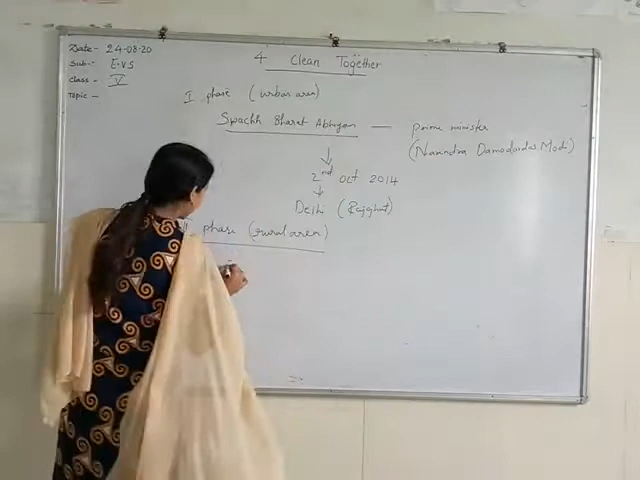 Date- 24-08-20
Sub-: E.VS
Class- V
Topic -
4 Clean Together
I phase (urban area)
Swachh Bharat Abhiyan — prime minister
(Narendra Damodardas Modi)
2nd Oct 2014
Delhi (Rajghat)
phase (rural area)